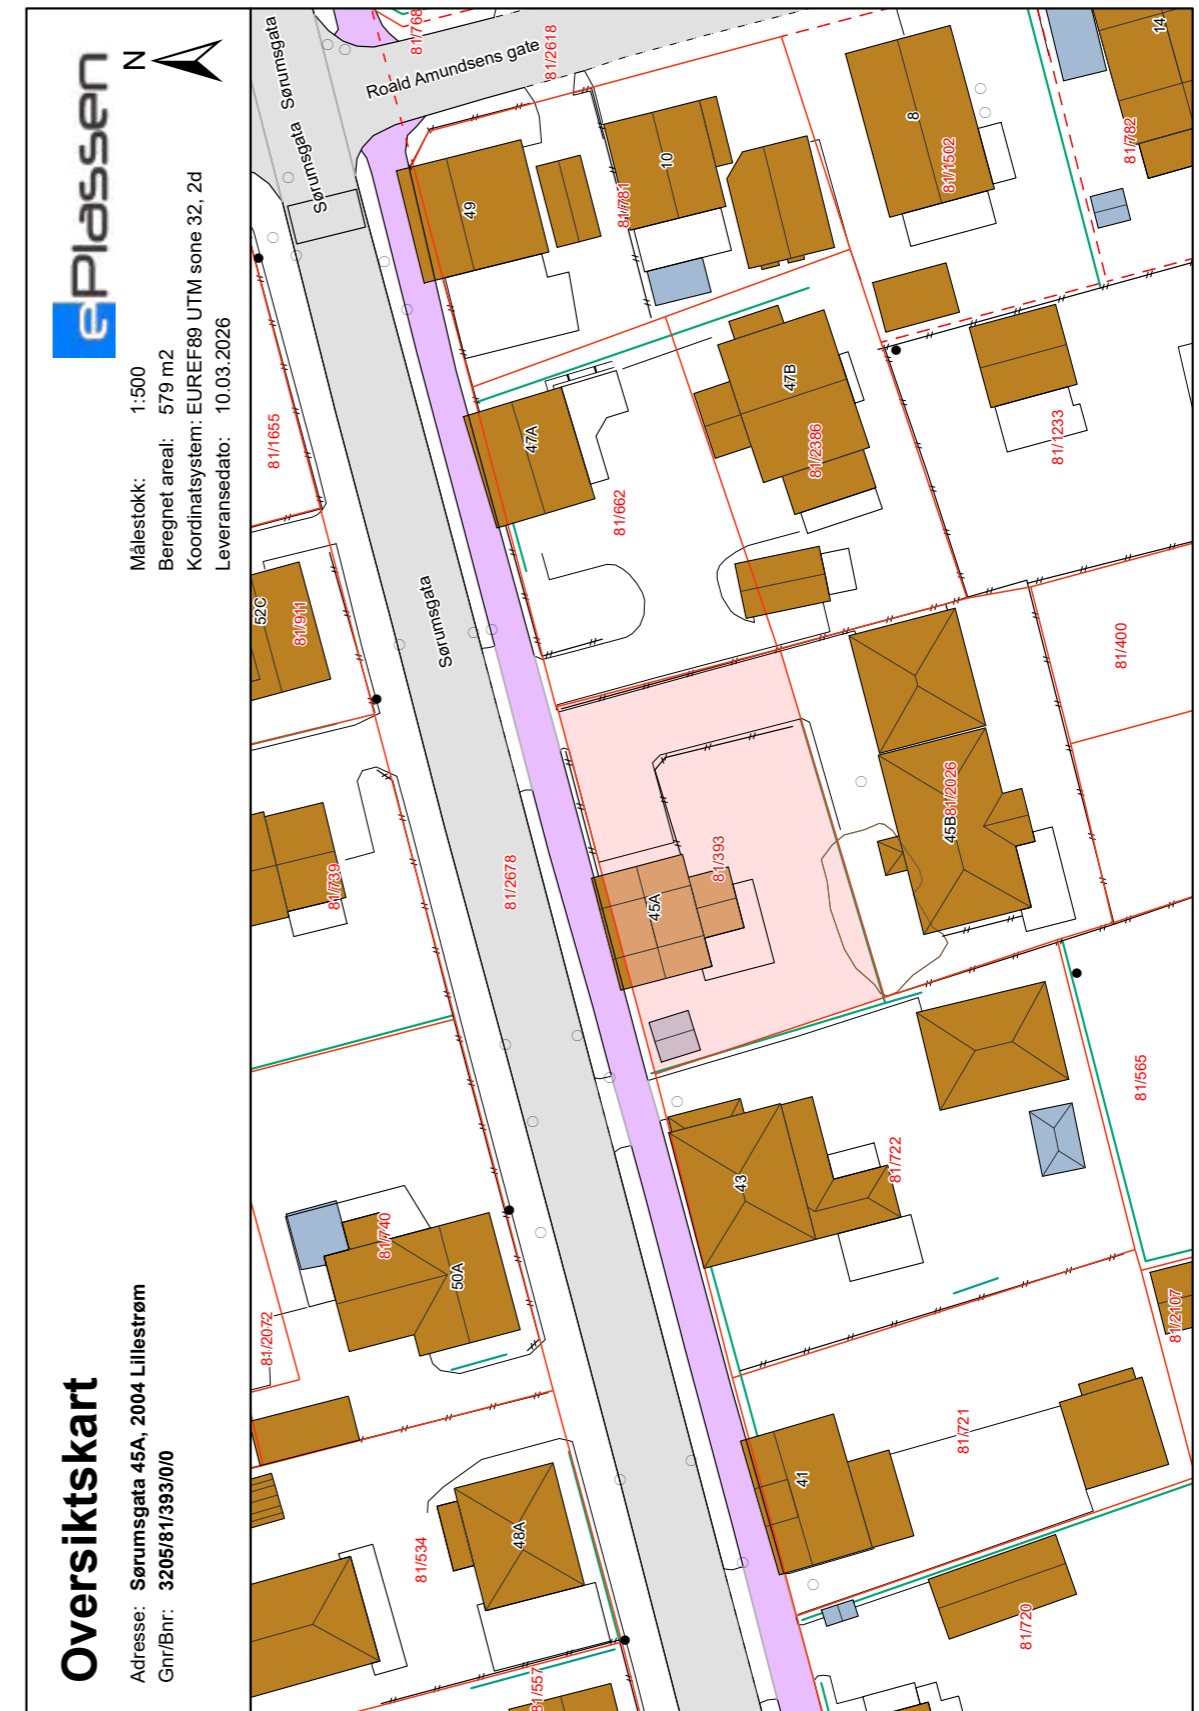 Oversiktskart
Adresse: Sørumsgata 45A, 2004 Lillestrøm
Gnr/Bnr: 3205/81/393/0/0
Målestokk: 1:500
Beregnet areal: 579 m2
Koordinatsystem: EUREF89 UTM sone 32, 2d
Leveransedato: 10.03.2026
ePlassen
N
Sørumsgata
Sørumsgata
Sørumsgata
Sørumsgata
Roald Amundsens gate
81/768
81/2618
14
8
81/1502
81/782
10
81/781
49
81/1655
47A
47B
81/2386
81/662
81/1233
52C
81/911
81/400
81/739
81/2678
81/393
45A
45B
81/2026
81/565
43
81/722
81/740
50A
81/2072
81/2107
81/721
41
48A
81/534
81/720
81/557